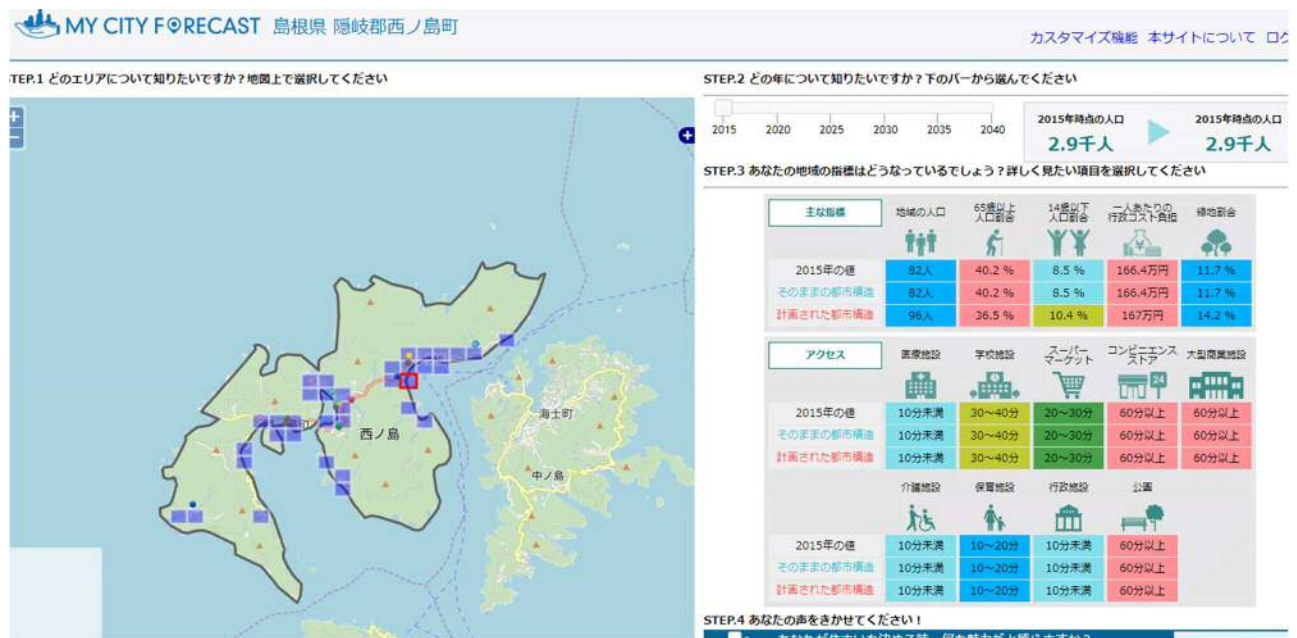 MY CITY FORECAST 島根県 隠岐郡西ノ島町
カスタマイズ機能 本サイトについて ログ
STEP.1 どのエリアについて知りたいですか？地図上で選択してください
+
−
西ノ島
海士町
中ノ島
STEP.2 どの年について知りたいですか？下のバーから選んでください
2015 2020 2025 2030 2035 2040
2015年時点の人口 2015年時点の人口
2.9千人 2.9千人
STEP.3 あなたの地域の指標はどうなっているでしょう？詳しく見たい項目を選択してください
主な指標 地域の人口 65歳以上人口割合 14歳以下人口割合 一人あたりの行政コスト負担 緑地割合
2015年の値 82人 40.2 % 8.5 % 166.4万円 11.7 %
そのままの都市構造 82人 40.2 % 8.5 % 166.4万円 11.7 %
計画された都市構造 96人 36.5 % 10.4 % 167万円 14.2 %
アクセス 医療施設 学校施設 スーパーマーケット コンビニエンスストア 大型商業施設
24
2015年の値 10分未満 30～40分 20～30分 60分以上 60分以上
そのままの都市構造 10分未満 30～40分 20～30分 60分以上 60分以上
計画された都市構造 10分未満 30～40分 20～30分 60分以上 60分以上
介護施設 保育施設 行政施設 公園
2015年の値 10分未満 10～20分 10分未満 60分以上
そのままの都市構造 10分未満 10～20分 10分未満 60分以上
計画された都市構造 10分未満 10～20分 10分未満 60分以上
STEP.4 あなたの声をきかせてください！